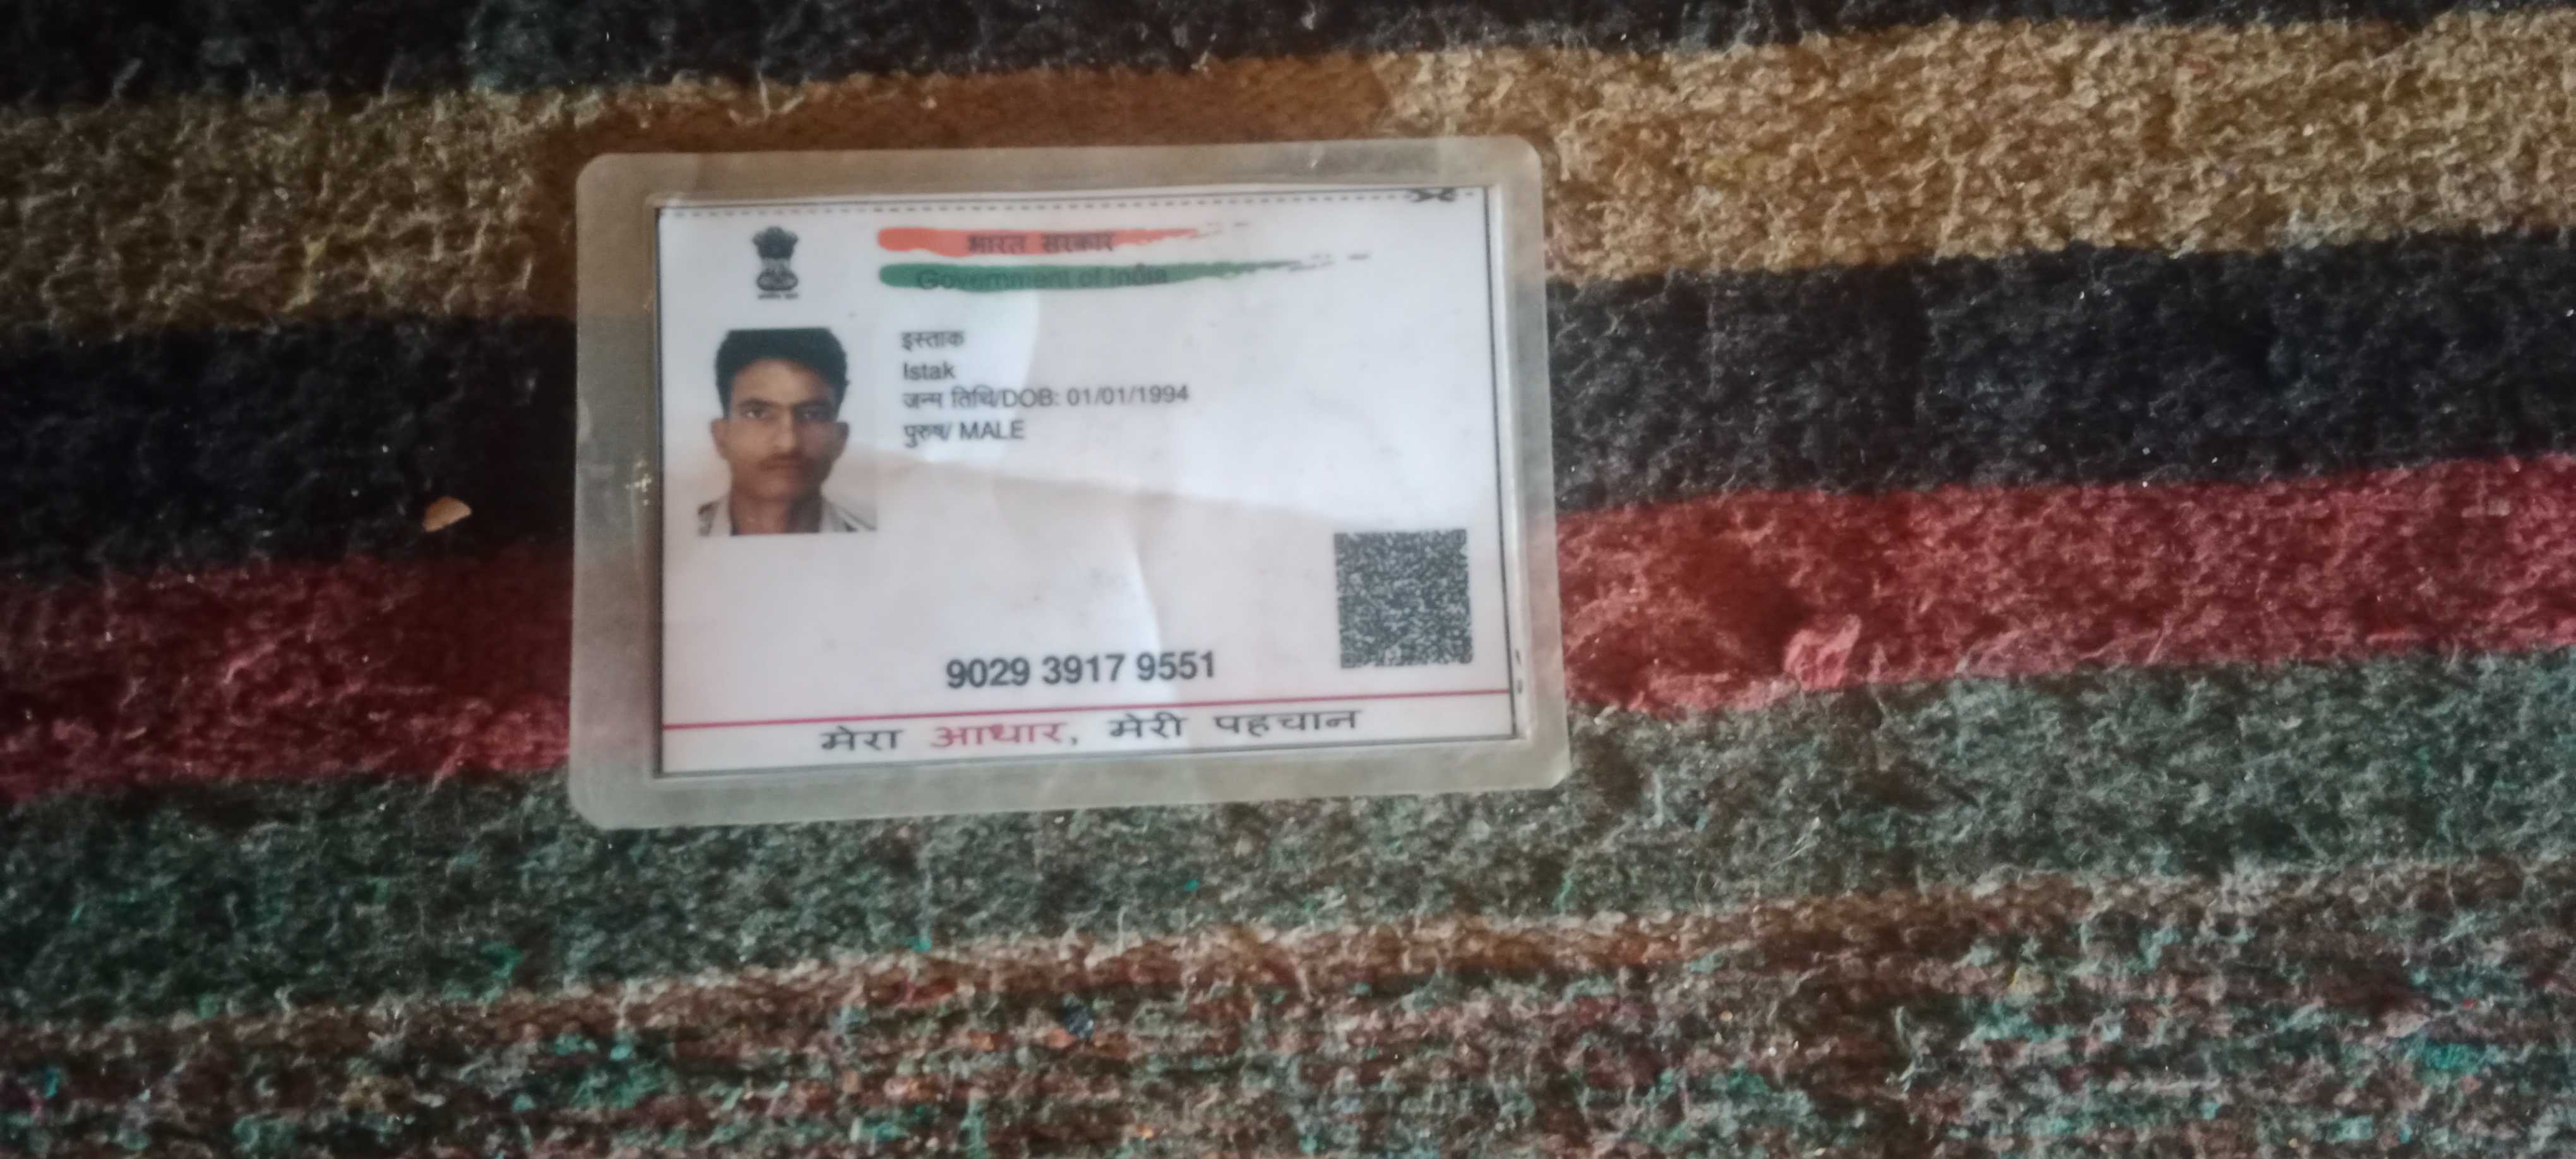 भारत सरकार
Government of India
इस्ताक
Istak
जन्म तिथि/DOB: 01/01/1994
पुरुष/ MALE
9029 3917 9551
मेरा आधार, मेरी पहचान